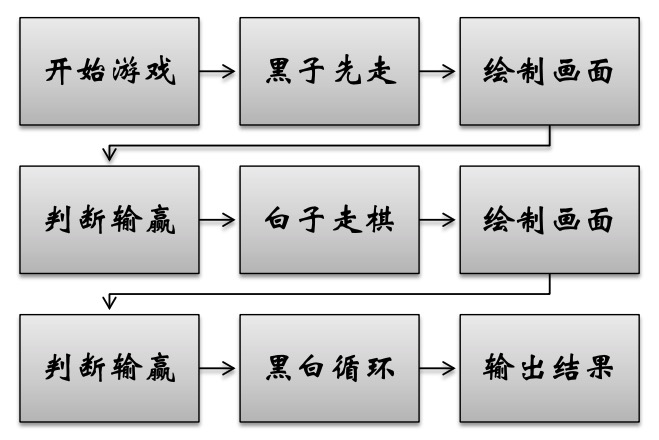 开始游戏
黑子先走
绘制画面
判断输赢
白子走棋
绘制画面
判断输赢
黑白循环
输出结果